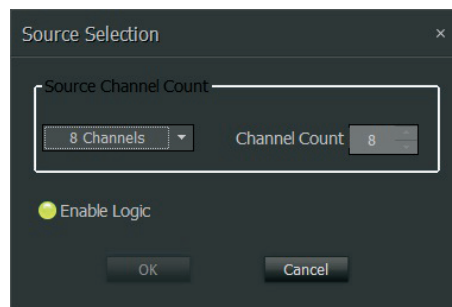 Source Selection ×
Source Channel Count
8 Channels Channel Count 8
Enable Logic
OK Cancel